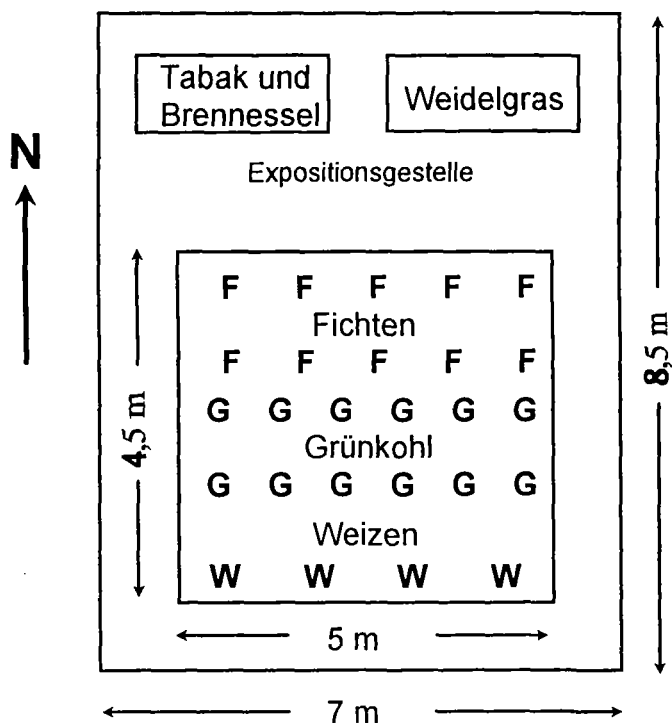 Tabak und
Brennessel
Weidelgras
N
Expositionsgestelle
F F F F F
Fichten
F F F F F
G G G G G G
Grünkohl
G G G G G G
Weizen
W W W W
4,5 m
8,5 m
5 m
7 m